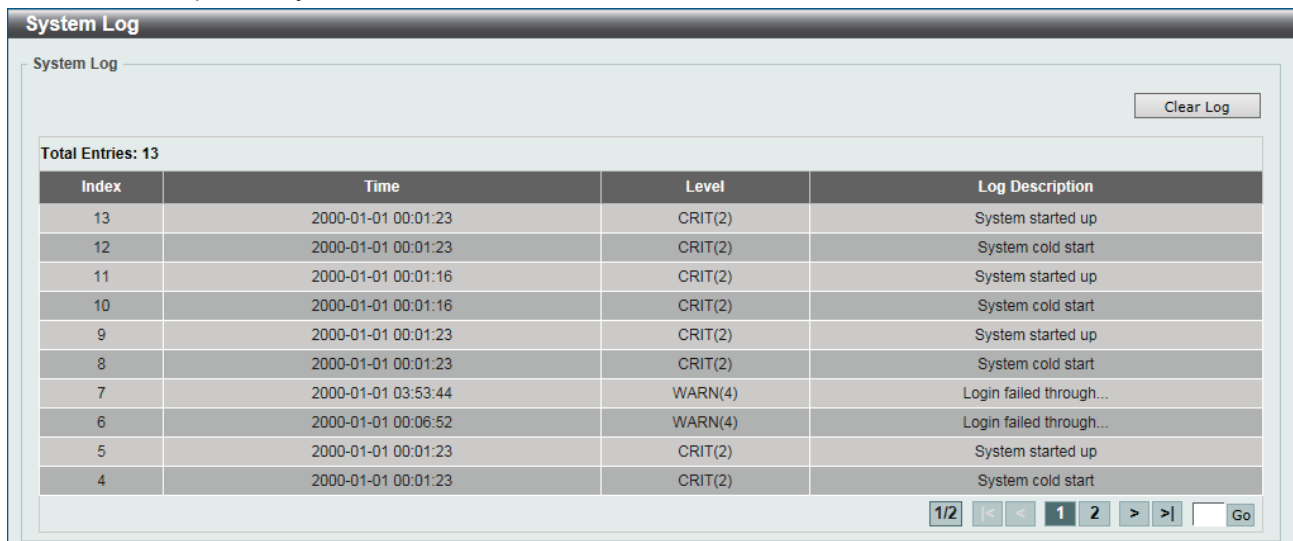 System Log
System Log
Clear Log
Total Entries: 13
Index Time Level Log Description
13 2000-01-01 00:01:23 CRIT(2) System started up
12 2000-01-01 00:01:23 CRIT(2) System cold start
11 2000-01-01 00:01:16 CRIT(2) System started up
10 2000-01-01 00:01:16 CRIT(2) System cold start
9 2000-01-01 00:01:23 CRIT(2) System started up
8 2000-01-01 00:01:23 CRIT(2) System cold start
7 2000-01-01 03:53:44 WARN(4) Login failed through...
6 2000-01-01 00:06:52 WARN(4) Login failed through...
5 2000-01-01 00:01:23 CRIT(2) System started up
4 2000-01-01 00:01:23 CRIT(2) System cold start
1/2 |< < 1 2 > >| Go